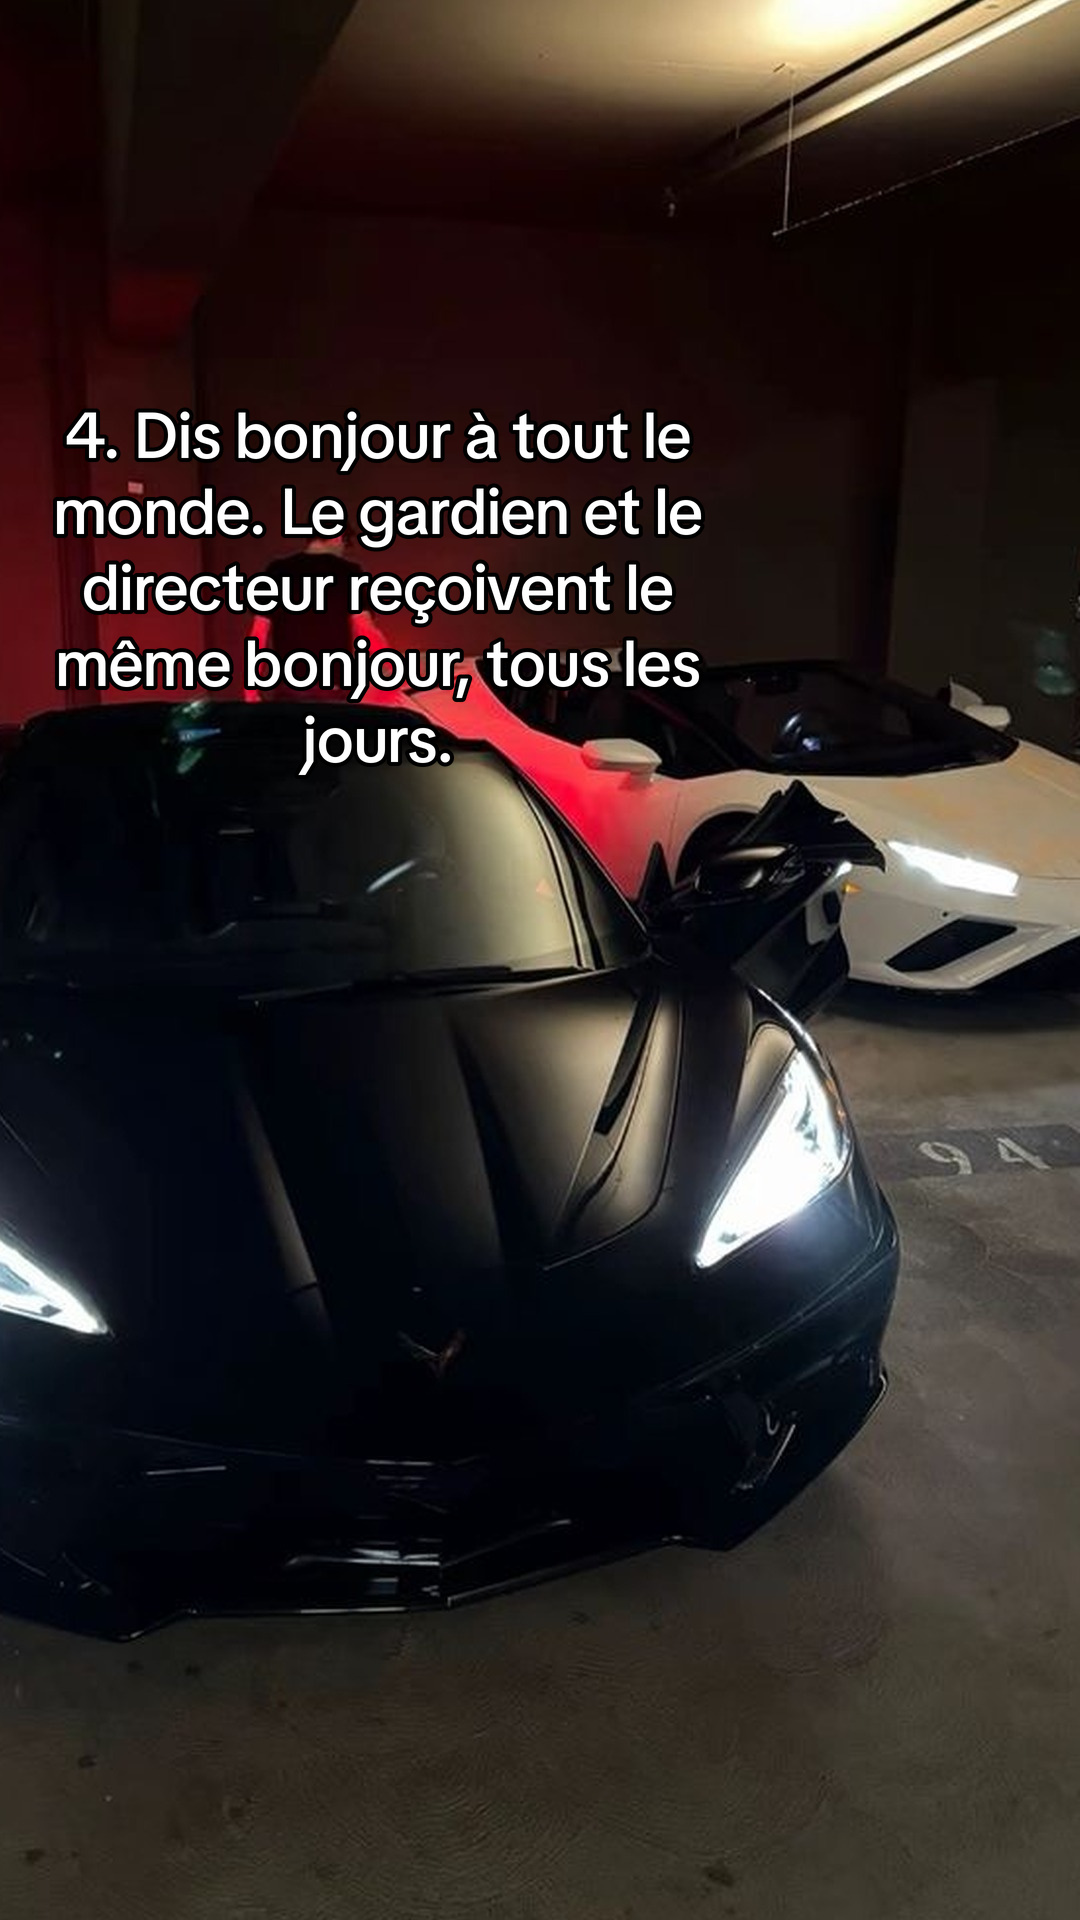 4. Dis bonjour à tout le
monde. Le gardien et le
directeur reçoivent le
même bonjour, tous les
jours.
94